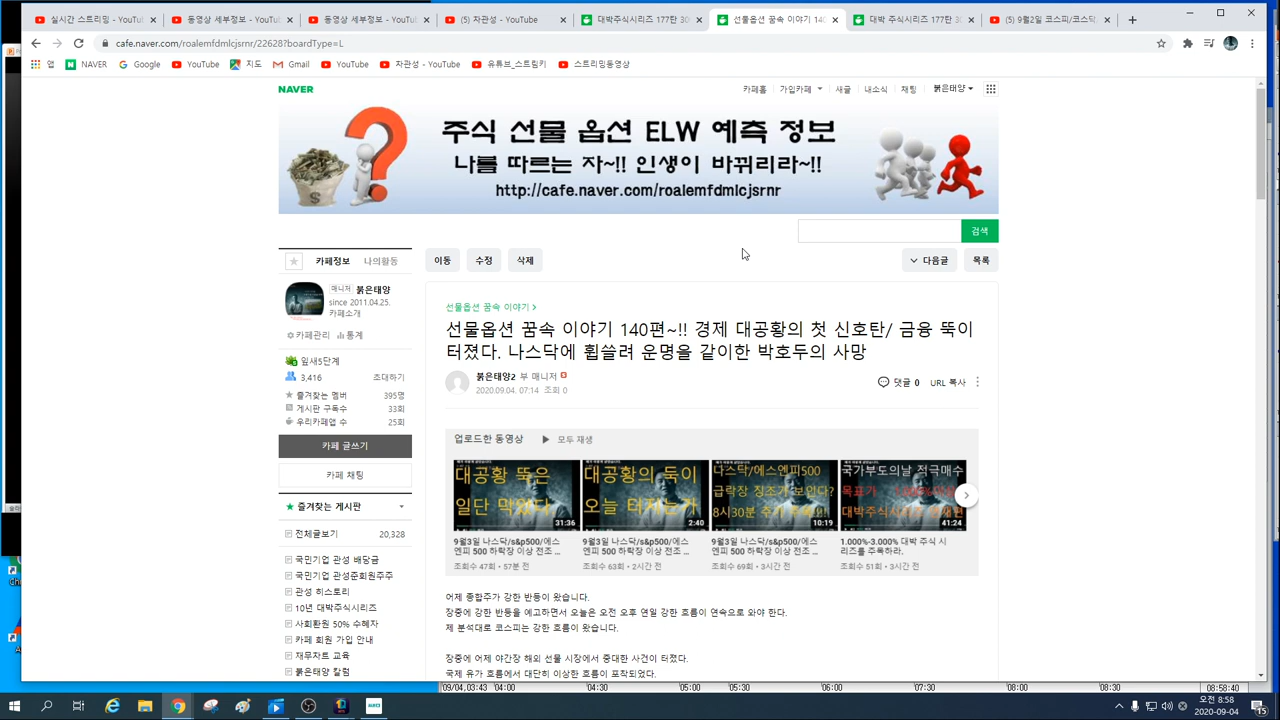 실시간 스트리밍 - YouTube
동영상 세부정보 - YouTub
동영상 세부정보 - YouTub
(5) 차관성 - YouTube
대박주식시리즈 177탄 30
선물옵션 꿈속 이야기 140
대박 주식시리즈 177탄 30
(5) 9월2일 코스피/코스닥
cafe.naver.com/roalemfdmlcjsrnr/22628?boardType=L
앱 NAVER Google YouTube 지도 Gmail YouTube 차관성 - YouTube 유튜브_스트림키 스트리밍동영상
NAVER
카페홈 가입카페 새글 내소식 채팅 붉은태양
주식 선물 옵션 ELW 예측 정보
나를 따르는 자~!! 인생이 바뀌리라~!!
http://cafe.naver.com/roalemfdmlcjsrnr
검색
카페정보 나의활동
이동 수정 삭제 다음글 목록
매니저 붉은태양
since 2011.04.25.
카페소개
카페관리 통계
잎새5단계
3,416 초대하기
즐겨찾는 멤버 395명
게시판 구독수 33회
우리카페앱 수 25회
카페 글쓰기
카페 채팅
즐겨찾는 게시판
전체글보기 20,328
국민기업 관성 배당금
국민기업 관성준회원주주
관성 히스토리
10년 대박주식시리즈
사회환원 50% 수혜자
카페 회원 가입 안내
재무차트 교육
붉은태양 칼럼
선물옵션 꿈속 이야기
선물옵션 꿈속 이야기 140편~!! 경제 대공황의 첫 신호탄/ 금융 뚝이
터졌다. 나스닥에 휩쓸려 운명을 같이한 박호두의 사망
붉은태양2 부 매니저
2020.09.04. 07:14 조회 0
댓글 0 URL 복사
업로드한 동영상 모두 재생
대공황 뚝은
일단 막았다
31:36
대공황의 둑이
오늘 터지는가
2:40
나스닥/에스엔피500
급락장 징조가 보인다?
8시30분
10:19
국가부도의날 적극매수
목표가
대박주식시리즈
41:24
9월3일 나스닥/s&p500/에스
엔피 500 하락장 이상 전조 ...
조회수 47회 • 57분 전
9월3일 나스닥/s&p500/에스
엔피 500 하락장 이상 전조 ...
조회수 63회 • 2시간 전
9월3일 나스닥/s&p500/에스
엔피 500 하락장 이상 전조 ...
조회수 69회 • 3시간 전
1.000%-3.000% 대박 주식 시
리즈를 주목하라.
조회수 51회 • 3시간 전
어제 종합주가 강한 반등이 왔습니다.
장중에 강한 반등을 예고하면서 오늘은 오전 오후 연일 강한 흐름이 연속으로 와야 한다.
제 분석대로 코스피는 강한 흐름이 왔습니다.
장중에 어제 야간장 해외 선물 시장에서 중대한 사건이 터졌다.
국제 유가 흐름에서 대단히 이상한 흐름이 포착되었다.
09/04,03:43 04:00 04:30 05:00 05:30 06:00 06:30 07:00 07:30 08:00 08:30 08:58:40
오전 8:58
2020-09-04
15